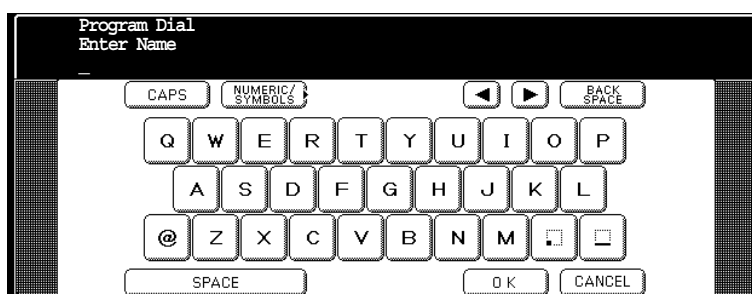 Program Dial
Enter Name
_
CAPS NUMERIC/ SYMBOLS ◀ ▶ BACK SPACE
Q W E R T Y U I O P
A S D F G H J K L
@ Z X C V B N M . _
SPACE OK CANCEL